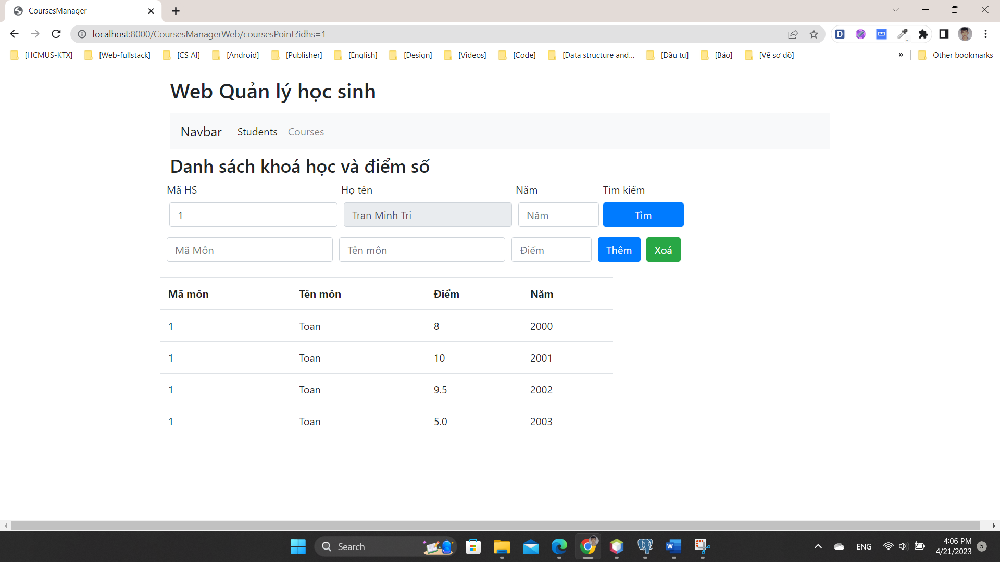 CoursesManager
localhost:8000/CoursesManagerWeb/coursesPoint?idhs=1
[HCMUS-KTX] [Web-fullstack] [CS AI] [Android] [Publisher] [English] [Design] [Videos] [Code] [Data structure and... [Đầu tư] [Báo] [Vẽ sơ đồ] » Other bookmarks
Web Quản lý học sinh
Navbar Students Courses
Danh sách khoá học và điểm số
Mã HS Họ tên Năm Tìm kiếm
1 Tran Minh Tri Năm Tìm
Mã Môn Tên môn Điểm Thêm Xoá
Mã môn Tên môn Điểm Năm
1 Toan 8 2000
1 Toan 10 2001
1 Toan 9.5 2002
1 Toan 5.0 2003
Search ENG 4:06 PM 5
4/21/2023